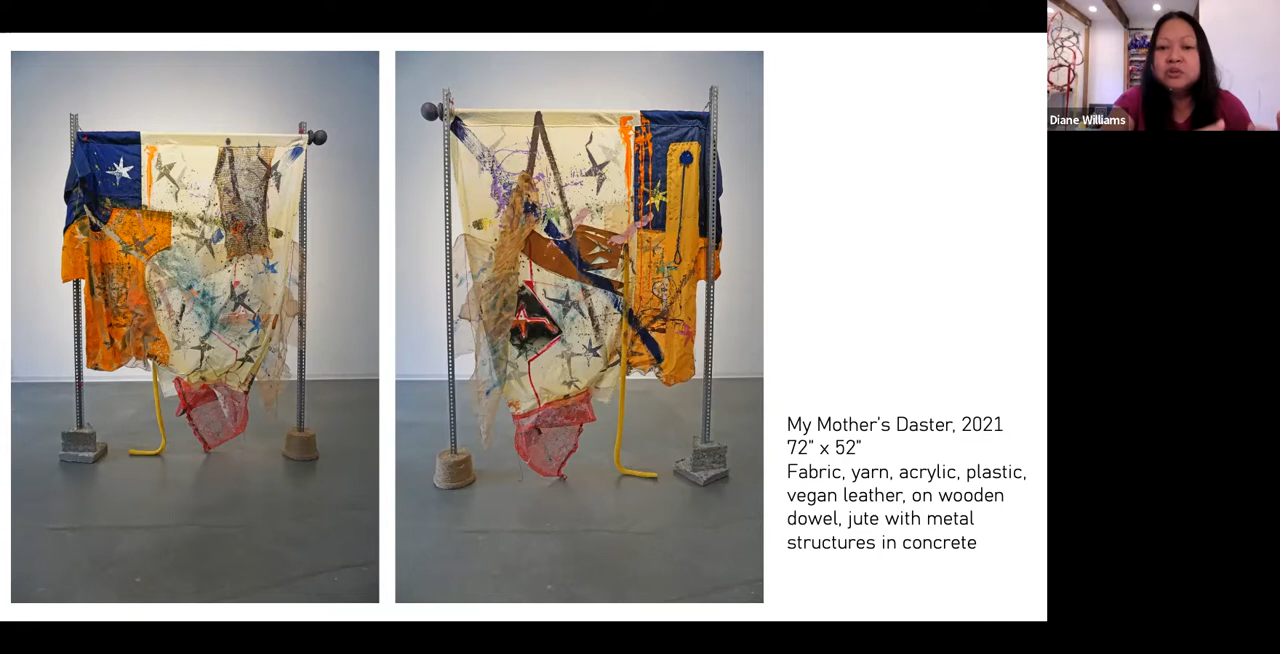 Diane Williams
My Mother's Daster, 2021
72" x 52"
Fabric, yarn, acrylic, plastic,
vegan leather, on wooden
dowel, jute with metal
structures in concrete